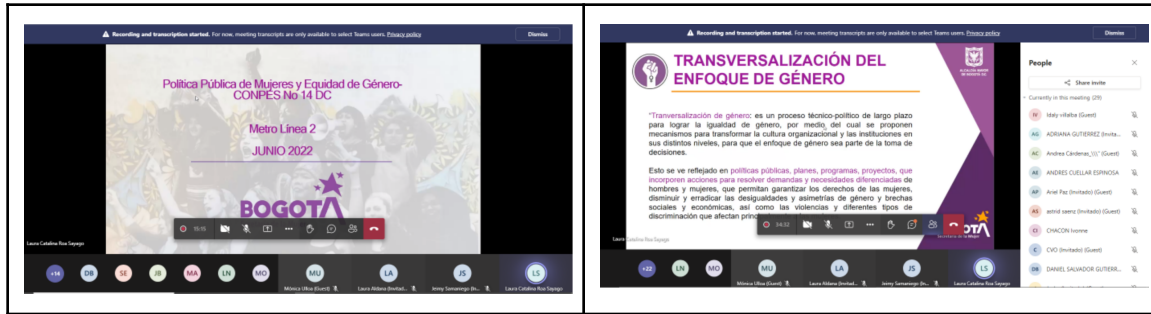 Recording and transcription started. For now, meeting transcripts are only available to select Teams users. Privacy policy
Dismiss
Política Pública de Mujeres y Equidad de Género-
CONPES No 14 DC
Metro Línea 2
JUNIO 2022
BOGOTÁ
15:15
Laura Catalina Roa Sayago
+14
DB
SE
JB
MA
LN
MO
MU
LA
JS
LS
Mónica Ulloa (Guest)
Laura Aldana (Invitad...
Jeimy Samaniego (In...
Laura Catalina Roa Sayago
Recording and transcription started. For now, meeting transcripts are only available to select Teams users. Privacy policy
Dismiss
TRANSVERSALIZACIÓN DEL
ENFOQUE DE GÉNERO
"Tranversalización de género: es un proceso técnico-político de largo plazo
para lograr la igualdad de género, por medio del cual se proponen
mecanismos para transformar la cultura organizacional y las instituciones en
sus distintos niveles, para que el enfoque de género sea parte de la toma de
decisiones.
Esto se ve reflejado en políticas públicas, planes, programas, proyectos, que
incorporen acciones para resolver demandas y necesidades diferenciadas de
hombres y mujeres, que permitan garantizar los derechos de las mujeres,
disminuir y erradicar las desigualdades y asimetrías de género y brechas
sociales y económicas, así como las violencias y diferentes tipos de
discriminación que afectan
34:32
Laura Catalina Roa Sayago
+22
LN
MO
MU
LA
JS
LS
Mónica Ulloa (Guest)
Laura Aldana (Invitad...
Jeimy Samaniego (In...
Laura Catalina Roa Sayago
People
Share invite
Currently in this meeting (29)
IV Idaly villalba (Guest)
AG ADRIANA GUTIERREZ (Invita...
AC Andrea Cárdenas
(Guest)
AE ANDRES CUELLAR ESPINOSA
AP Ariel Paz (Invitado) (Guest)
AS astrid saenz (Invitado) (Guest)
CI CHACON Ivonne
C CVO (Invitado) (Guest)
DB DANIEL SALVADOR GUTIERR...